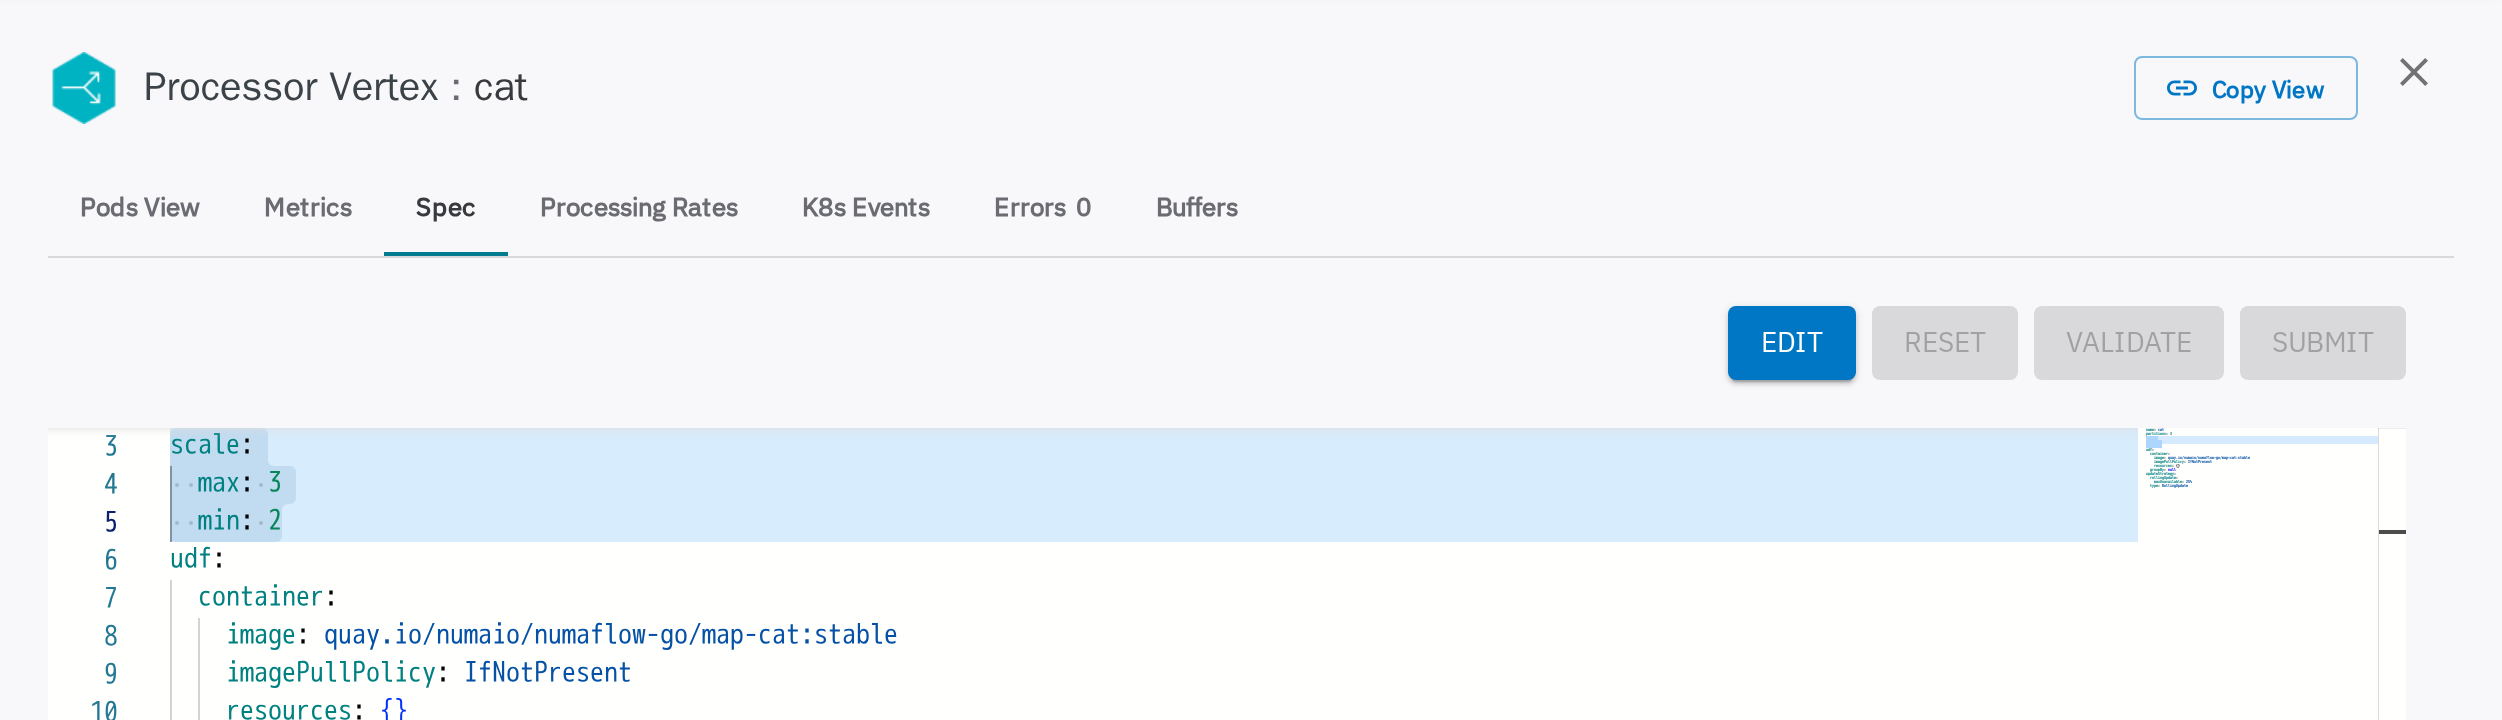 Processor Vertex : cat
Copy View
Pods View Metrics Spec Processing Rates K8s Events Errors 0 Buffers
EDIT RESET VALIDATE SUBMIT
3 scale:
4 max: 3
5 min: 2
6 udf:
7 container:
8 image: quay.io/numaio/numaflow-go/map-cat:stable
9 imagePullPolicy: IfNotPresent
10 resources: {}